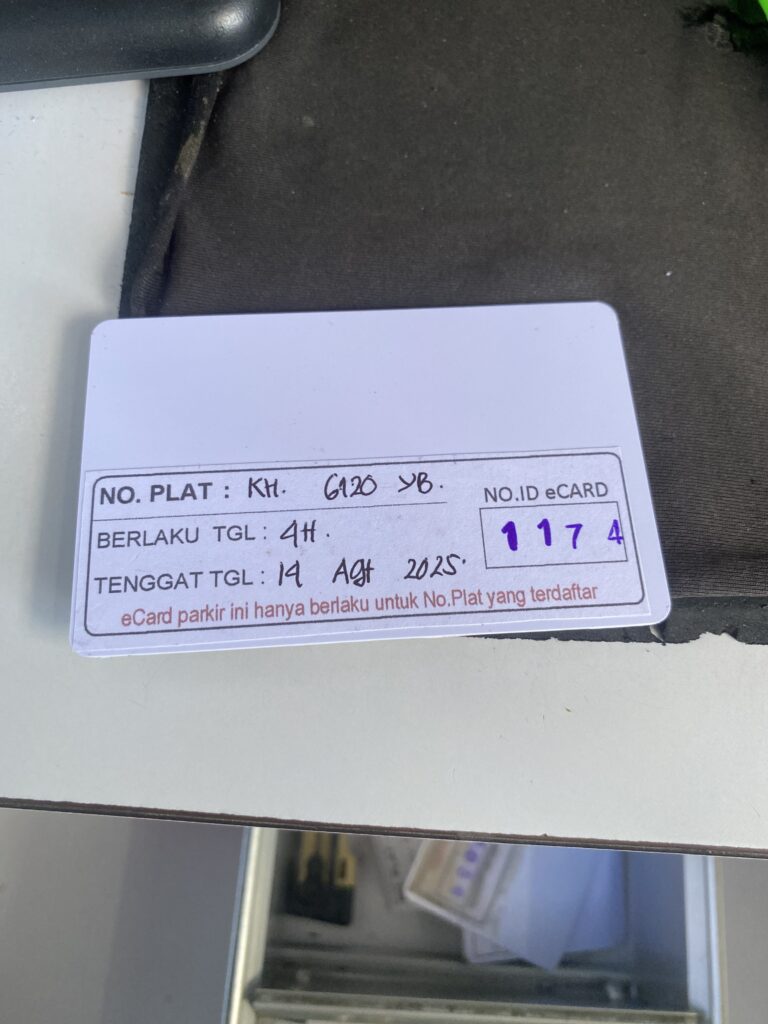 NO. PLAT : KH. 6120 YB.
NO.ID eCARD
BERLAKU TGL : 4H.
1174
TENGGAT TGL : 14 Agt 2025.
eCard parkir ini hanya berlaku untuk No.Plat yang terdaftar